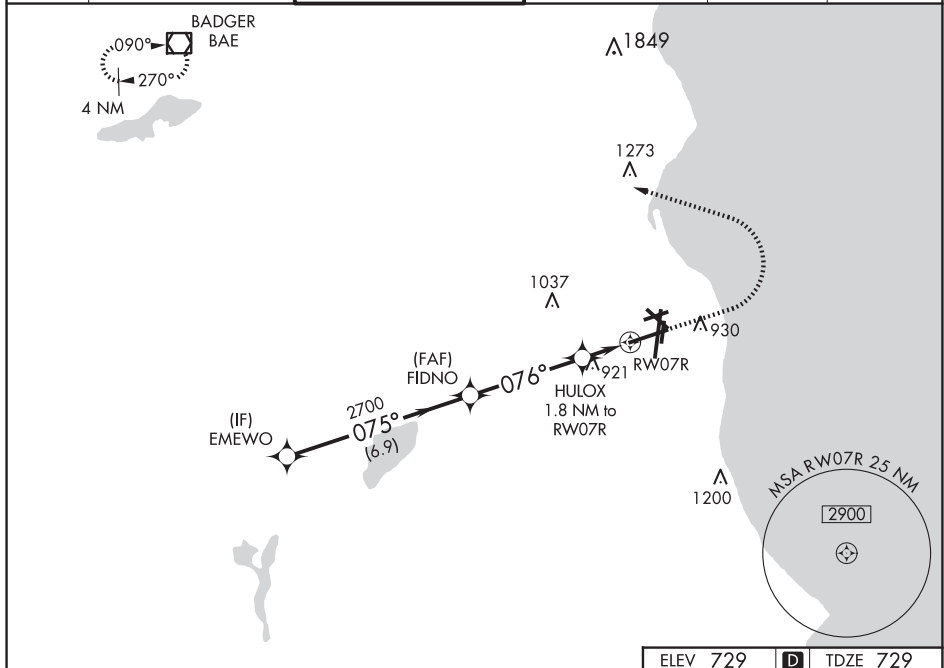 BADGER
BAE
090°
270°
4 NM
1849
1273
1037
930
(FAF)
FIDNO
076°
921
RW07R
HULOX
1.8 NM to
RW07R
(IF)
EMEWO
2700
075°
(6.9)
1200
MSA RW07R 25 NM
2900
ELEV 729 D TDZE 729